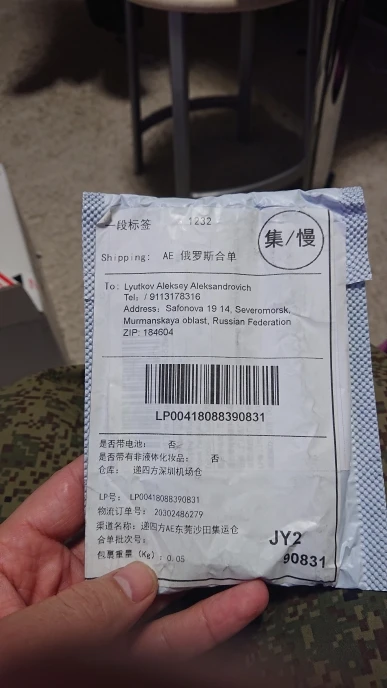 一段标签 1232
集/慢
Shipping: AE 俄罗斯合单
To: Lyutkov Aleksey Aleksandrovich
Tel: / 9113178316
Address: Safonova 19 14, Severomorsk,
Murmanskaya oblast, Russian Federation
ZIP: 184604
LP00418088390831
是否带电池: 否
是否带有非液体化妆品: 否
仓库: 递四方深圳机场仓
LP号: LP00418088390831
物流订单号: 20302486279
渠道名称: 递四方AE东莞沙田集运仓
合单批次号:
JY2
包裹重量 (Kg): 0.05
90831